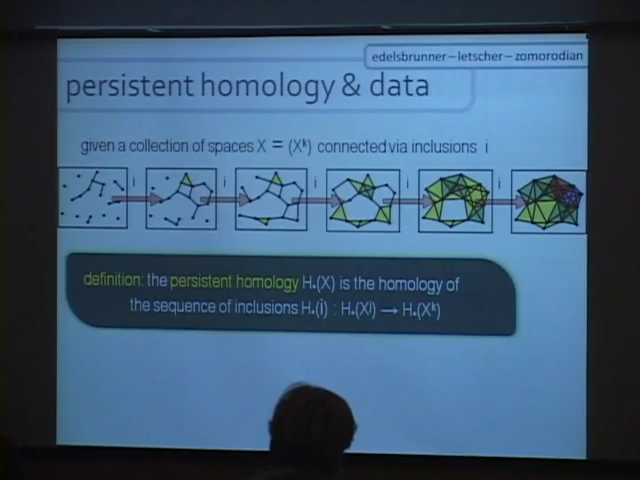 edelsbrunner – letscher – zomorodian
persistent homology & data
given a collection of spaces X = (Xᵏ) connected via inclusions i
i i i i i
definition: the persistent homology H•(X) is the homology of
the sequence of inclusions H•(i) : H•(Xʲ) → H•(Xᵏ)